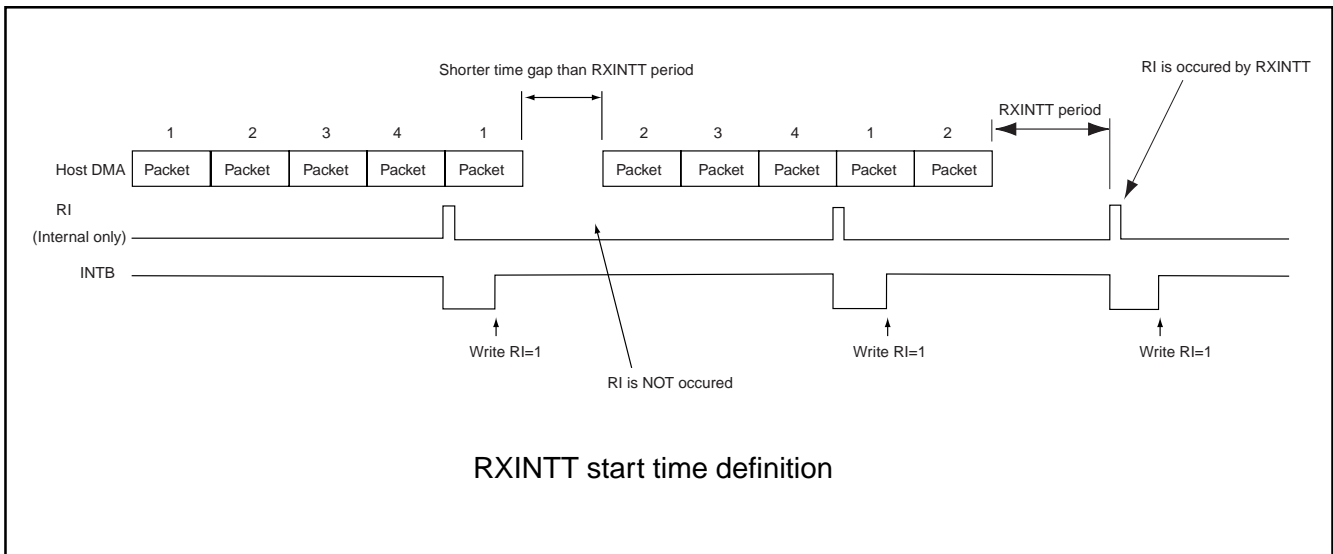 Shorter time gap than RXINTT period
RI is occured by RXINTT
RXINTT period
1 2 3 4 1 2 3 4 1 2
Host DMA Packet Packet Packet Packet Packet Packet Packet Packet Packet Packet
RI
(Internal only)
INTB
Write RI=1 Write RI=1 Write RI=1
RI is NOT occured
RXINTT start time definition